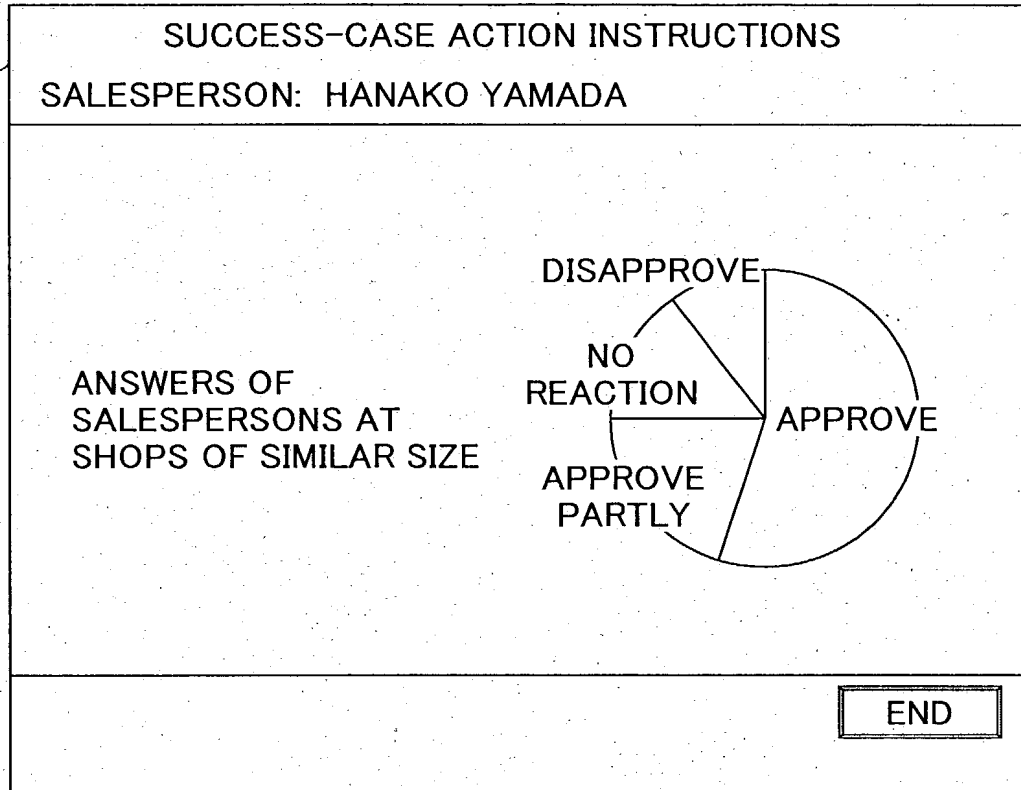 SUCCESS-CASE ACTION INSTRUCTIONS
SALESPERSON: HANAKO YAMADA
ANSWERS OF
SALESPERSONS AT
SHOPS OF SIMILAR SIZE
DISAPPROVE
NO
REACTION
APPROVE
APPROVE
PARTLY
END